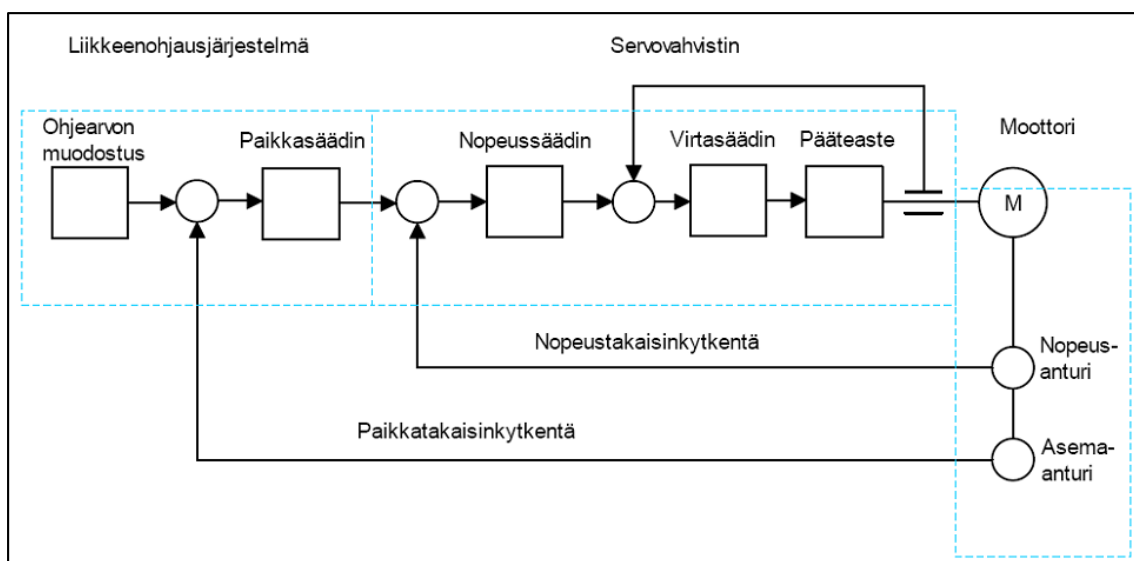 Liikkeenohjausjärjestelmä
Servovahvistin
Ohjearvon
muodostus
Paikkasäädin
Nopeussäädin
Virtasäädin
Pääteaste
Moottori
M
Nopeustakaisinkytkentä
Nopeus-
anturi
Paikkatakaisinkytkentä
Asema-
anturi